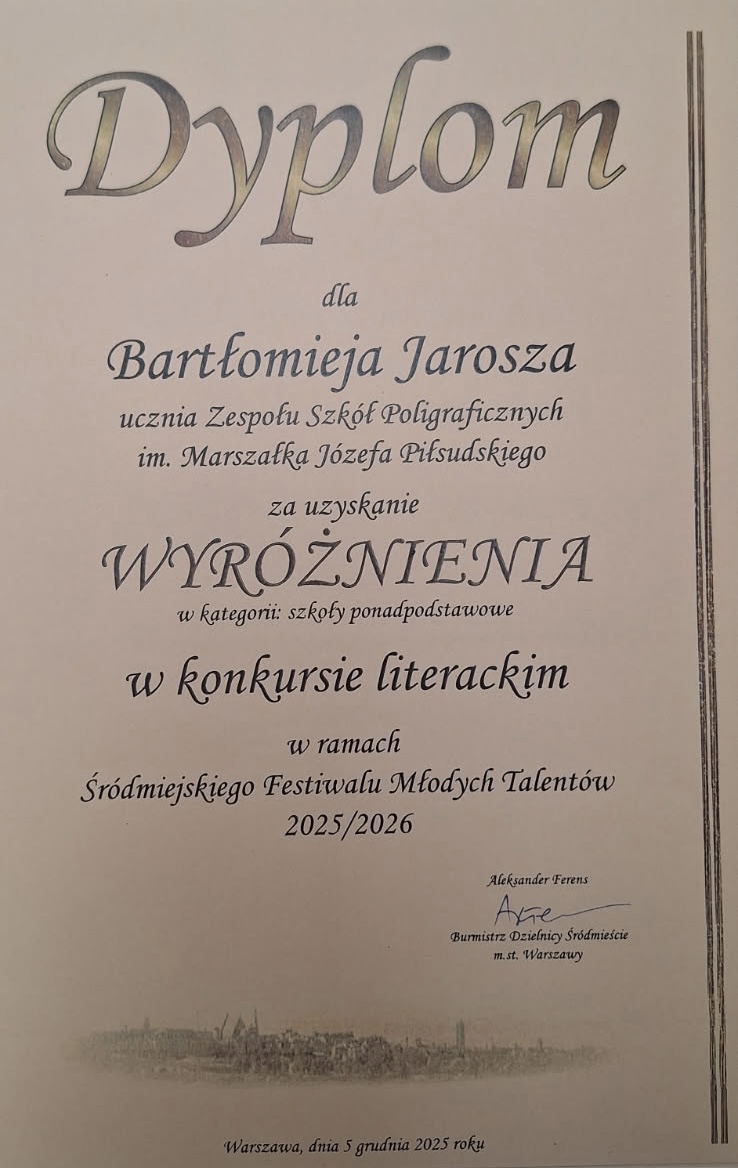 Dyplom
dla
Bartłomieja Jarosza
ucznia Zespołu Szkół Poligraficznych
im. Marszałka Józefa Piłsudskiego
za uzyskanie
WYRÓŻNIENIA
w kategorii: szkoły ponadpodstawowe
w konkursie literackim
w ramach
Śródmiejskiego Festiwalu Młodych Talentów
2025/2026
Aleksander Ferens
Burmistrz Dzielnicy Śródmieście
m.st. Warszawy
Warszawa, dnia 5 grudnia 2025 roku